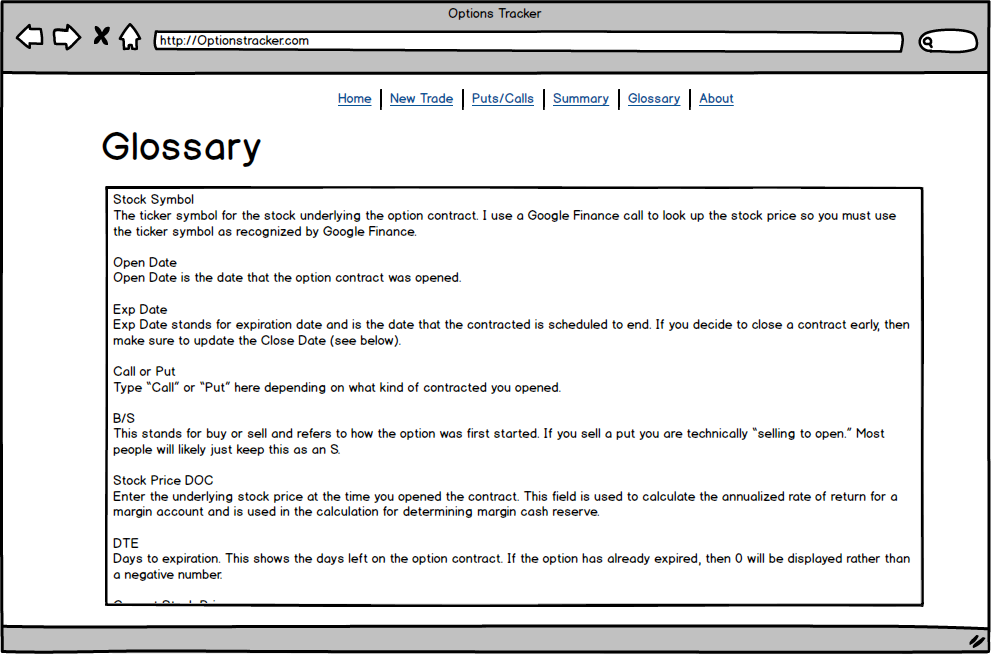 Options Tracker
http://Optionstracker.com
Home New Trade Puts/Calls Summary Glossary About
Glossary
Stock Symbol
The ticker symbol for the stock underlying the option contract. I use a Google Finance call to look up the stock price so you must use
the ticker symbol as recognized by Google Finance.
Open Date
Open Date is the date that the option contract was opened.
Exp Date
Exp Date stands for expiration date and is the date that the contracted is scheduled to end. If you decide to close a contract early, then
make sure to update the Close Date (see below).
Call or Put
Type “Call” or “Put” here depending on what kind of contracted you opened.
B/S
This stands for buy or sell and refers to how the option was first started. If you sell a put you are technically “selling to open.” Most
people will likely just keep this as an S.
Stock Price DOC
Enter the underlying stock price at the time you opened the contract. This field is used to calculate the annualized rate of return for a
margin account and is used in the calculation for determining margin cash reserve.
DTE
Days to expiration. This shows the days left on the option contract. If the option has already expired, then 0 will be displayed rather than
a negative number.